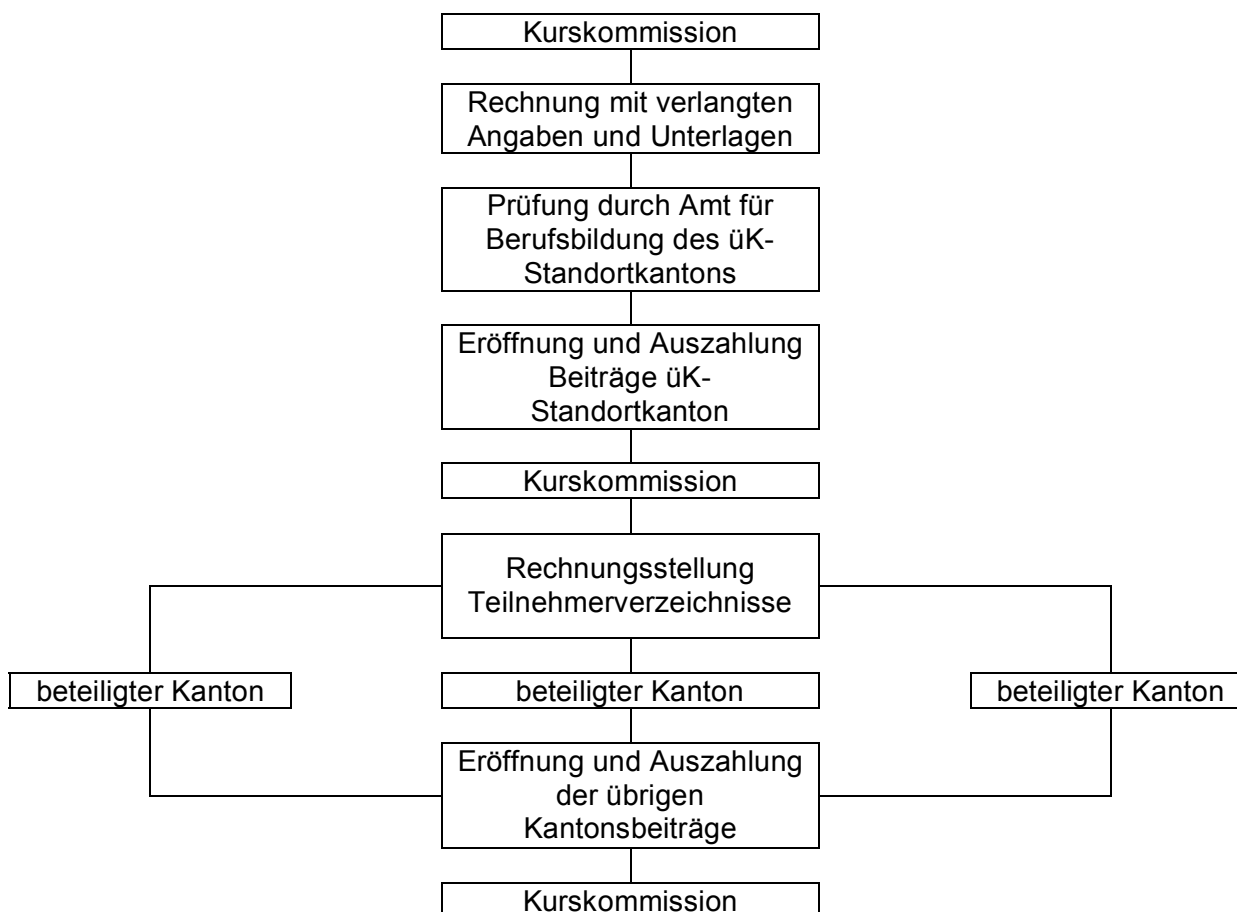 Kurskommission
Rechnung mit verlangten
Angaben und Unterlagen
Prüfung durch Amt für
Berufsbildung des üK-
Standortkantons
Eröffnung und Auszahlung
Beiträge üK-
Standortkanton
Kurskommission
Rechnungsstellung
Teilnehmerverzeichnisse
beteiligter Kanton
beteiligter Kanton
beteiligter Kanton
Eröffnung und Auszahlung
der übrigen
Kantonsbeiträge
Kurskommission